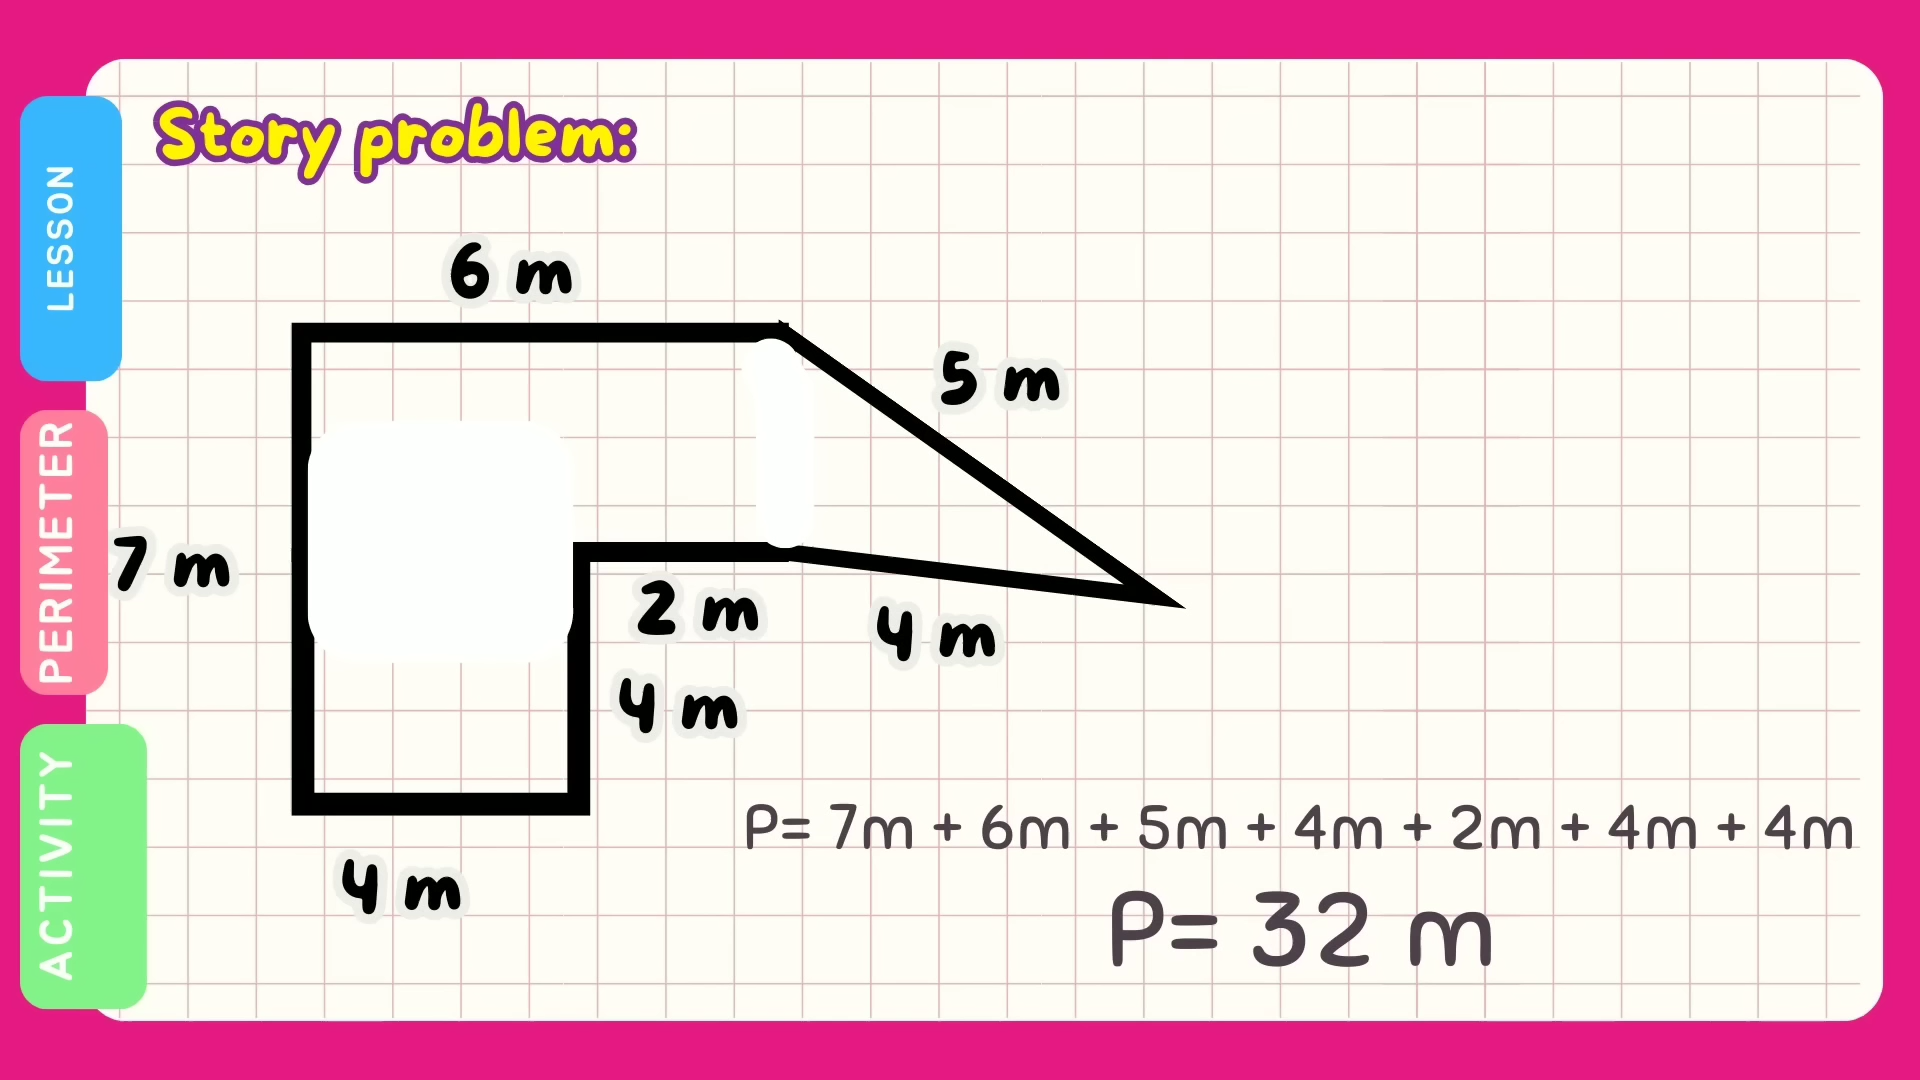 LESSON
PERIMETER
ACTIVITY
Story problem:
6 m
5 m
7 m
2 m
4 m
4 m
4 m
P= 7m + 6m + 5m + 4m + 2m + 4m + 4m
P= 32 m